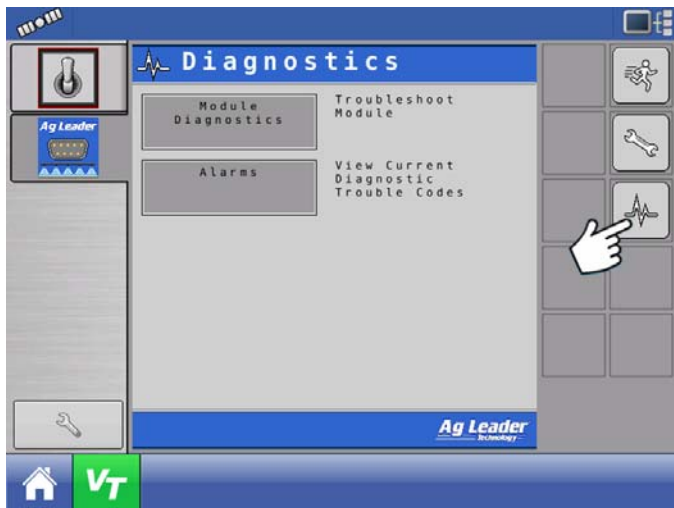 Diagnostics
Ag Leader
Module
Diagnostics
Troubleshoot
Module
Alarms
View Current
Diagnostic
Trouble Codes
Ag Leader
Technology
VT